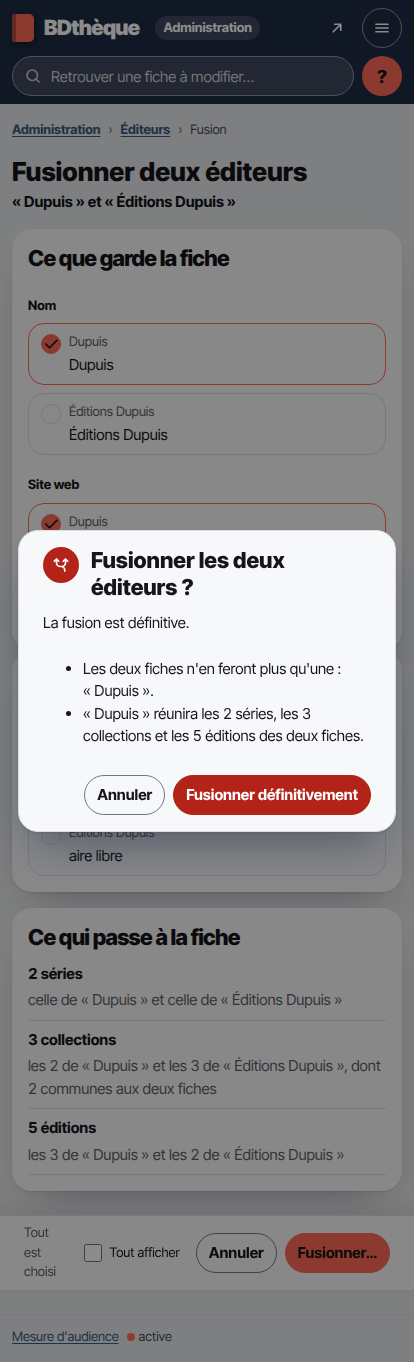 BDthèque Administration
Retrouver une fiche à modifier... ?
Administration › Éditeurs › Fusion
Fusionner deux éditeurs
« Dupuis » et « Éditions Dupuis »
Ce que garde la fiche
Nom
Dupuis
Dupuis
Éditions Dupuis
Éditions Dupuis
Site web
Dupuis
Fusionner les deux
éditeurs ?
La fusion est définitive.
• Les deux fiches n'en feront plus qu'une :
« Dupuis ».
• « Dupuis » réunira les 2 séries, les 3
collections et les 5 éditions des deux fiches.
Annuler Fusionner définitivement
Éditions Dupuis
aire libre
Ce qui passe à la fiche
2 séries
celle de « Dupuis » et celle de « Éditions Dupuis »
3 collections
les 2 de « Dupuis » et les 3 de « Éditions Dupuis », dont
2 communes aux deux fiches
5 éditions
les 3 de « Dupuis » et les 2 de « Éditions Dupuis »
Tout
est
choisi
Tout afficher Annuler Fusionner...
Mesure d'audience active